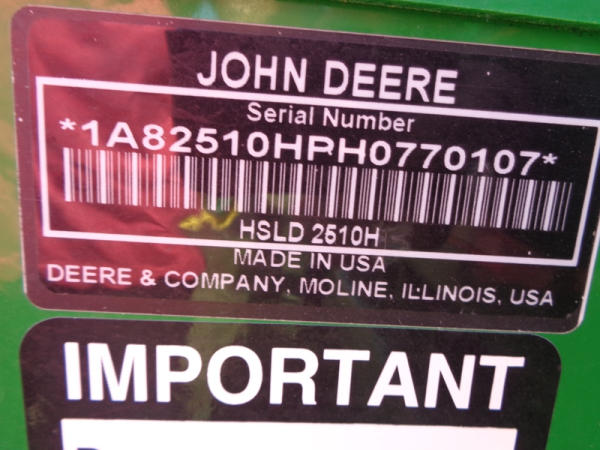 JOHN DEERE
Serial Number
*1A82510HPH0770107*
HSLD 2510H
MADE IN USA
DEERE & COMPANY, MOLINE, ILLINOIS, USA
IMPORTANT